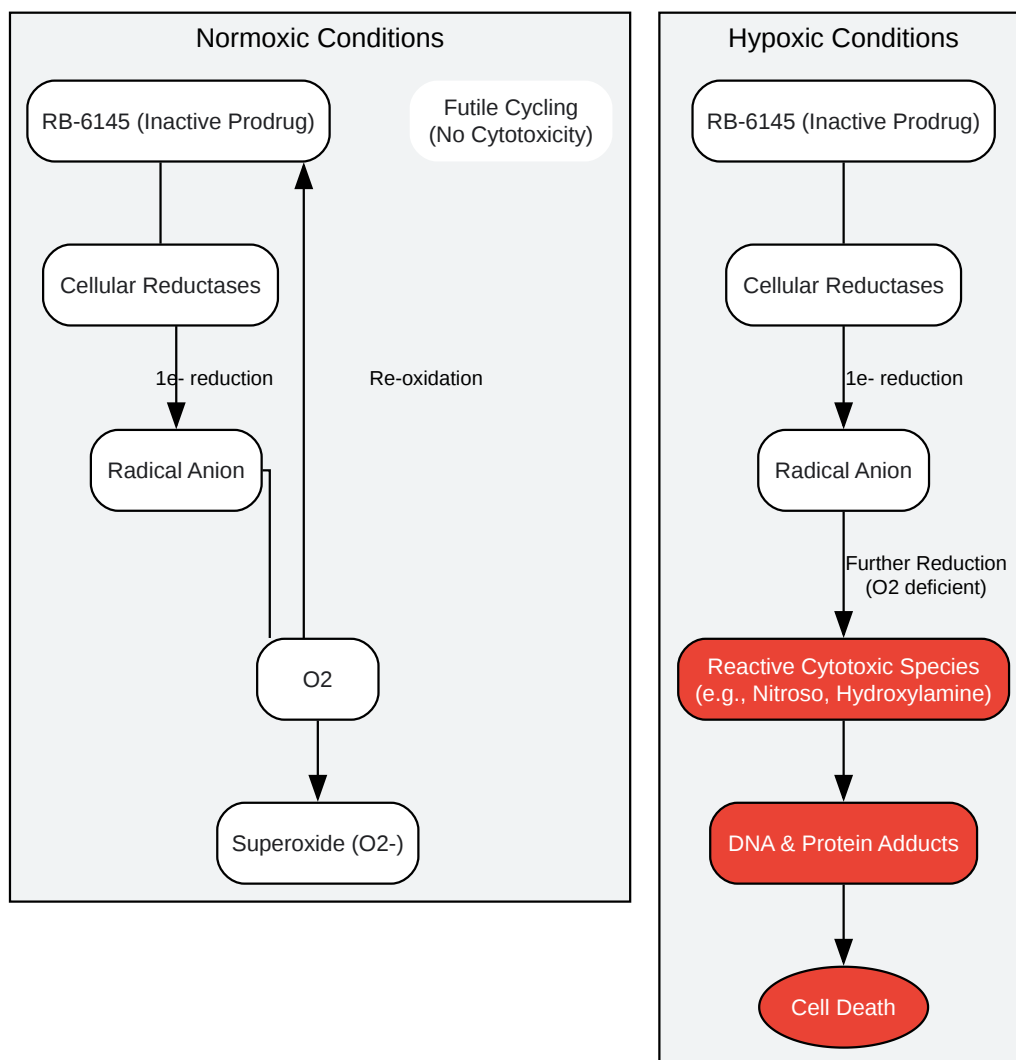 Normoxic Conditions
RB-6145 (Inactive Prodrug)
Futile Cycling
(No Cytotoxicity)
Cellular Reductases
1e- reduction
Re-oxidation
Radical Anion
O2
Superoxide (O2-)
Hypoxic Conditions
RB-6145 (Inactive Prodrug)
Cellular Reductases
1e- reduction
Radical Anion
Further Reduction
(O2 deficient)
Reactive Cytotoxic Species
(e.g., Nitroso, Hydroxylamine)
DNA & Protein Adducts
Cell Death